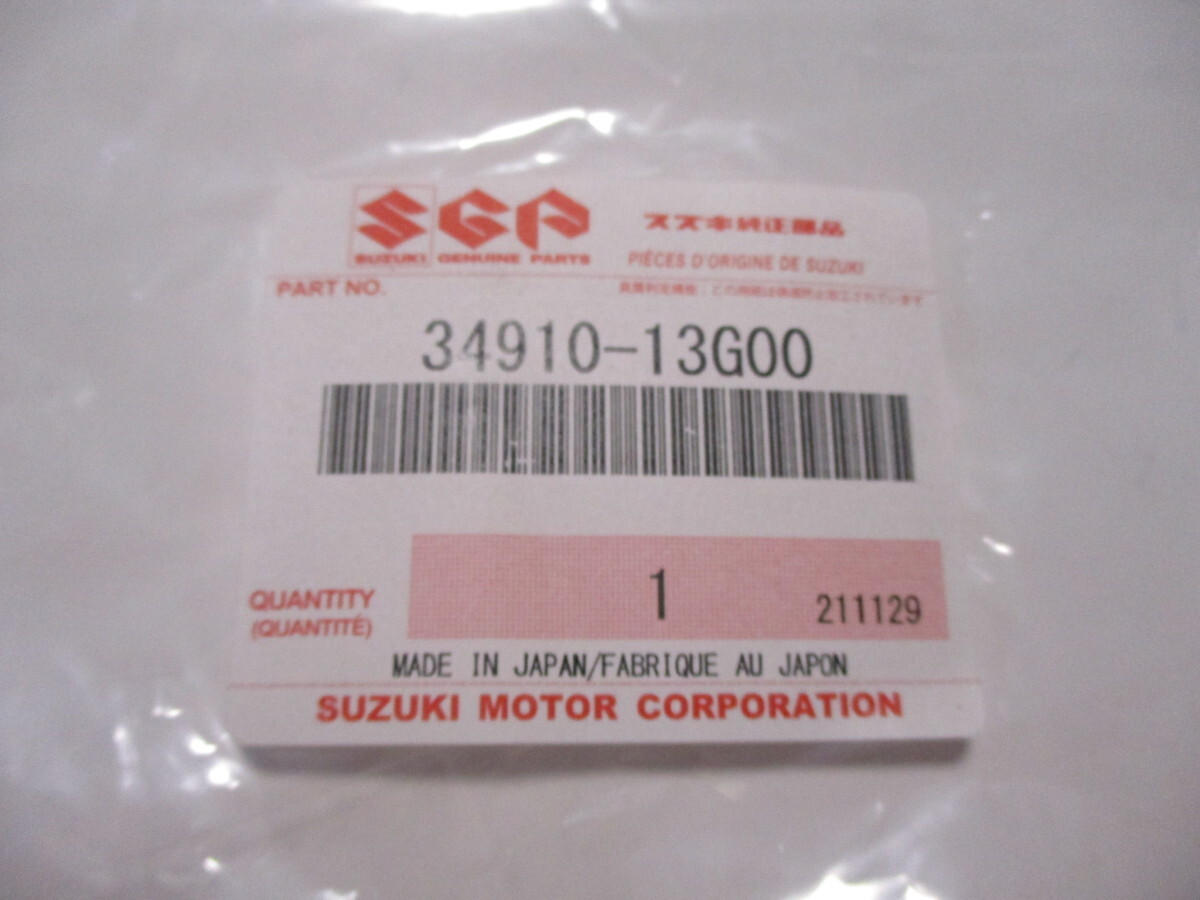 SGP
スズキ純正部品
SUZUKI GENUINE PARTS
PIÈCES D'ORIGINE DE SUZUKI
PART NO.
34910-13G00
QUANTITY
(QUANTITÉ)
1
211129
MADE IN JAPAN/FABRIQUE AU JAPON
SUZUKI MOTOR CORPORATION